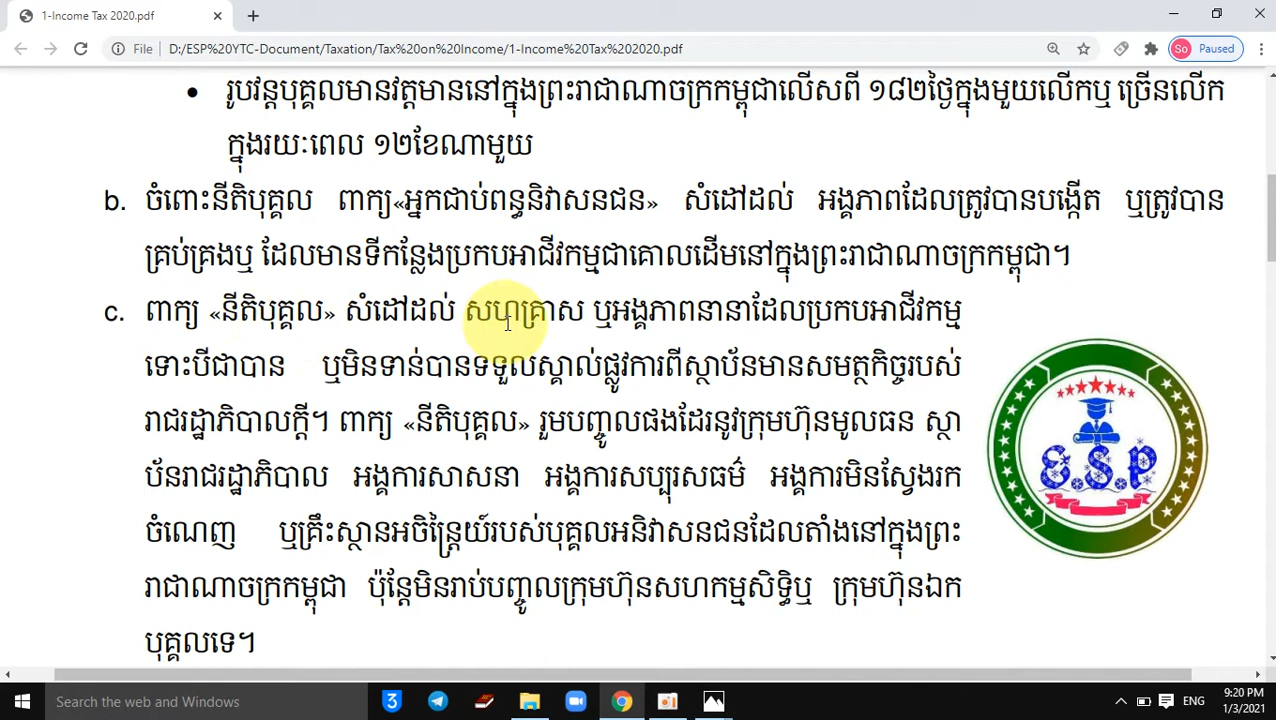 1-Income Tax 2020.pdf
File D:/ESP%20YTC-Document/Taxation/Tax%20on%20Income/1-Income%20Tax%202020.pdf
So Paused
• រូបវន្តបុគ្គលមានវត្តមាននៅក្នុងព្រះរាជាណាចក្រកម្ពុជាលើសពី ១៨២ថ្ងៃក្នុងមួយលើកឬ ច្រើនលើក
ក្នុងរយៈពេល ១២ខែណាមួយ
b. ចំពោះនីតិបុគ្គល ពាក្យ«អ្នកជាប់ពន្ធនិវាសនជន» សំដៅដល់ អង្គភាពដែលត្រូវបានបង្កើត ឬត្រូវបាន
គ្រប់គ្រងឬ ដែលមានទីកន្លែងប្រកបអាជីវកម្មជាគោលដើមនៅក្នុងព្រះរាជាណាចក្រកម្ពុជា។
c. ពាក្យ «នីតិបុគ្គល» សំដៅដល់ សហគ្រាស ឬអង្គភាពនានាដែលប្រកបអាជីវកម្ម
ទោះបីជាបាន ឬមិនទាន់បានទទួលស្គាល់ផ្លូវការពីស្ថាប័នមានសមត្ថកិច្ចរបស់
រាជរដ្ឋាភិបាលក្តី។ ពាក្យ «នីតិបុគ្គល» រួមបញ្ចូលផងដែរនូវក្រុមហ៊ុនមូលធន ស្ថា
ប័នរាជរដ្ឋាភិបាល អង្គការសាសនា អង្គការសប្បុរសធម៌ អង្គការមិនស្វែងរក
ចំណេញ ឬគ្រឹះស្ថានអចិន្ត្រៃយ៍របស់បុគ្គលអនិវាសនជនដែលតាំងនៅក្នុងព្រះ
រាជាណាចក្រកម្ពុជា ប៉ុន្តែមិនរាប់បញ្ចូលក្រុមហ៊ុនសហកម្មសិទ្ធិឬ ក្រុមហ៊ុនឯក
បុគ្គលទេ។
E.S.P
Search the web and Windows
ENG
9:20 PM
1/3/2021